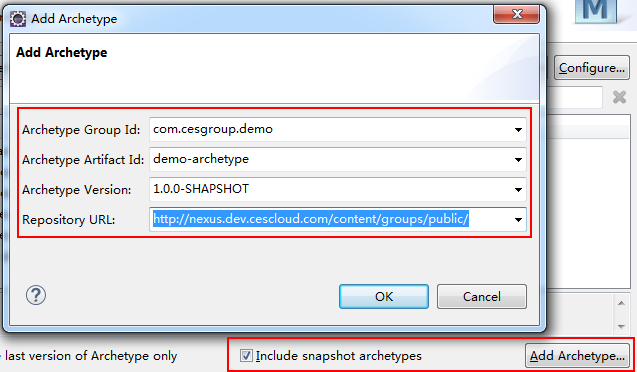 Add Archetype
Add Archetype
Configure...
Archetype Group Id: com.cesgroup.demo
Archetype Artifact Id: demo-archetype
Archetype Version: 1.0.0-SHAPSHOT
Repository URL: http://nexus.dev.cescloud.com/content/groups/public/
OK Cancel
last version of Archetype only Include snapshot archetypes Add Archetype...